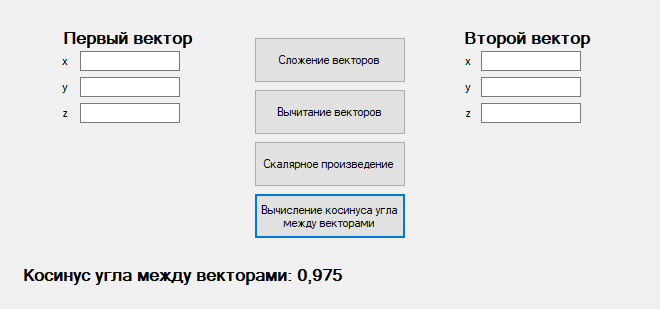 Первый вектор
x
y
z
Сложение векторов
Вычитание векторов
Скалярное произведение
Вычисление косинуса угла
между векторами
Второй вектор
x
y
z
Косинус угла между векторами: 0,975